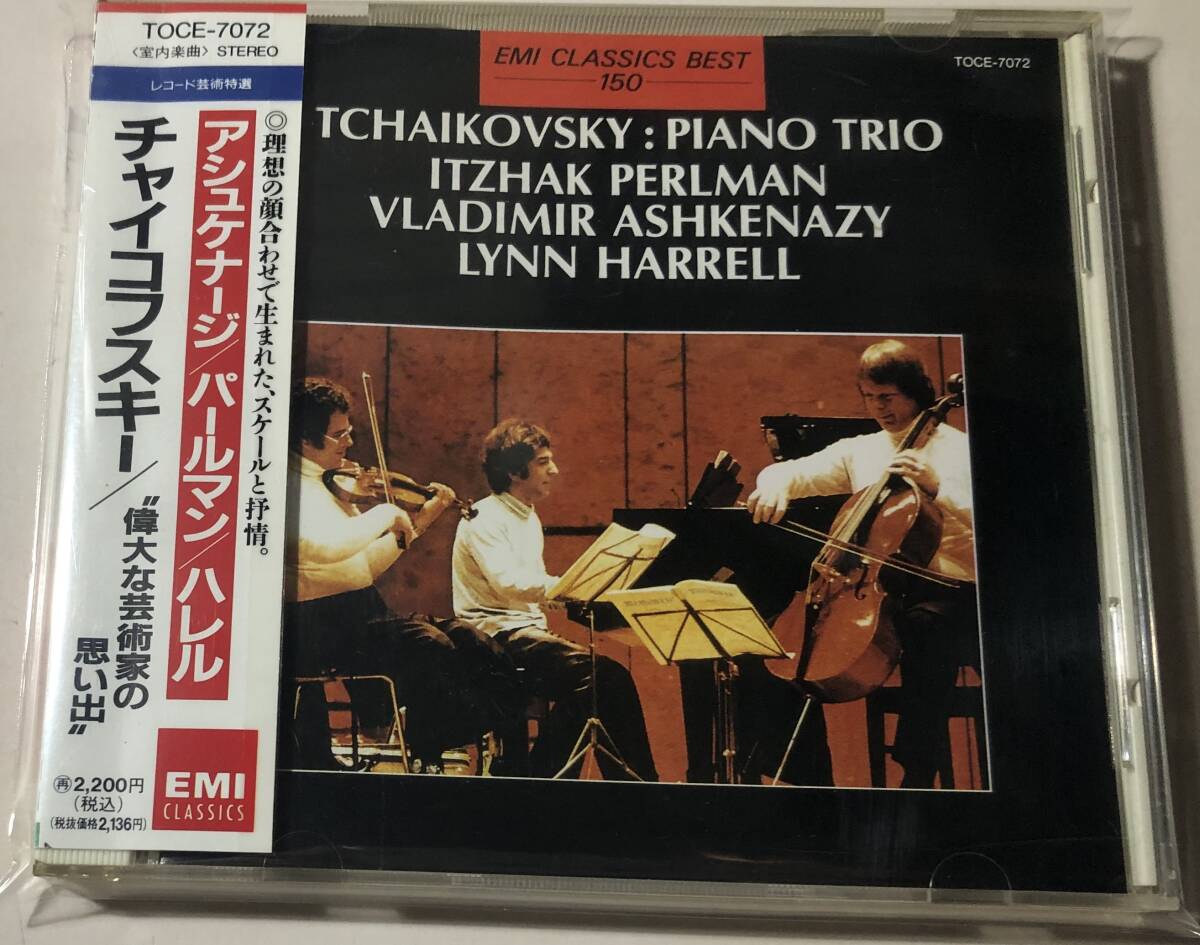 TOCE-7072
〈室内楽曲〉STEREO
レコード芸術特選
◎理想の顔合わせで生まれた、スケールと抒情。
アシュケナージ/パールマン/ハレル
チャイコフスキー/
"偉大な芸術家の
思い出"
㊢2,200円
(税込)
(税抜価格2,136円)
EMI
CLASSICS
EMI CLASSICS BEST
150
TOCE-7072
TCHAIKOVSKY : PIANO TRIO
ITZHAK PERLMAN
VLADIMIR ASHKENAZY
LYNN HARRELL